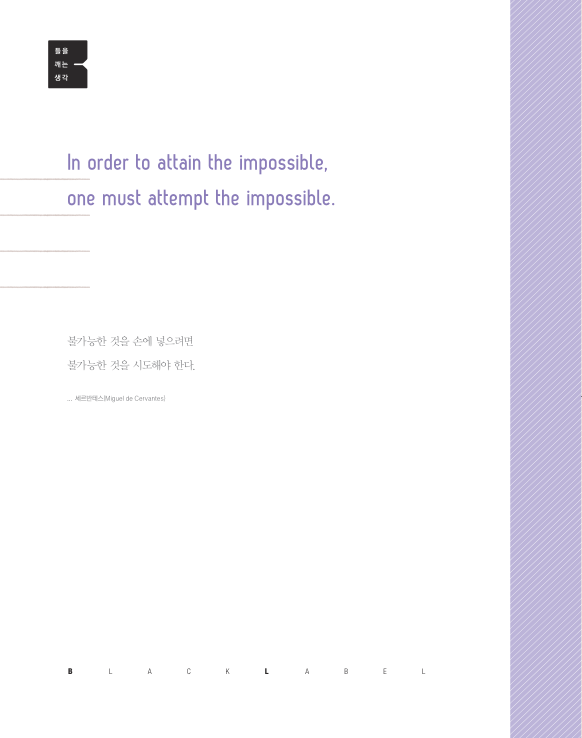 틀을
깨는
생각
In order to attain the impossible,
one must attempt the impossible.
불가능한 것을 손에 넣으려면
불가능한 것을 시도해야 한다.
... 세르반테스(Miguel de Cervantes)
B L A C K L A B E L